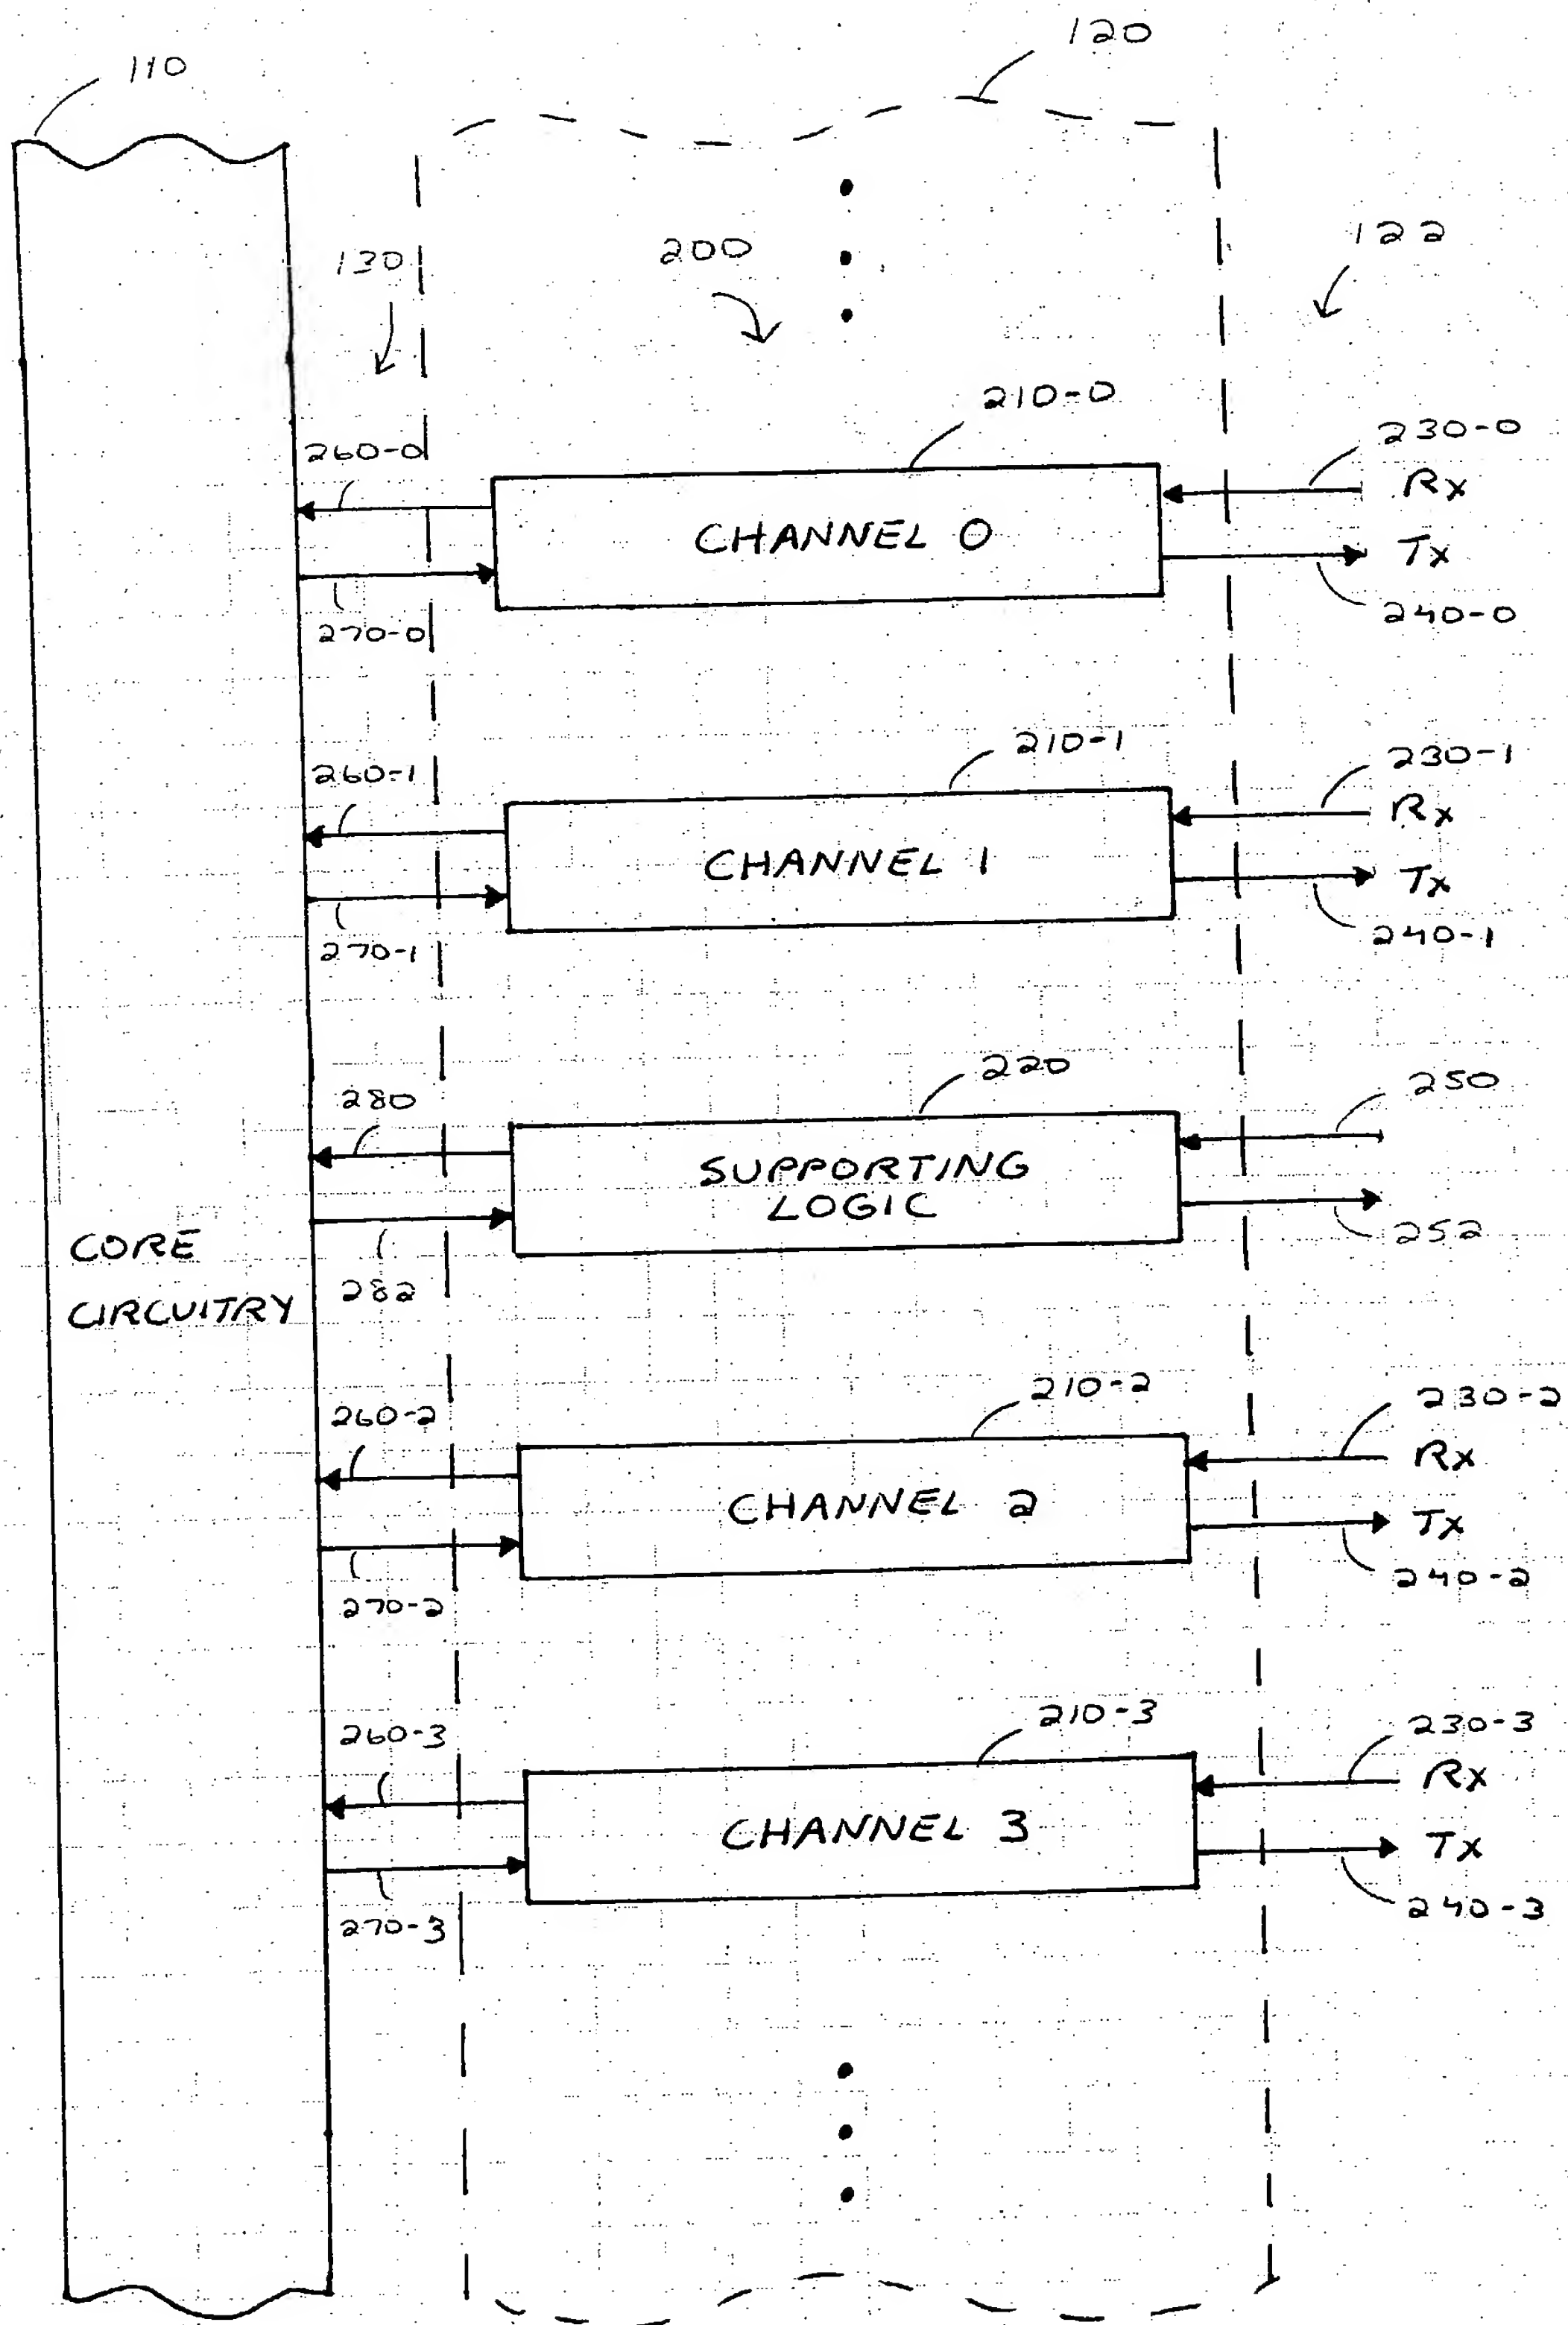 120
110
122
130
200
210-0
230-0
260-0
Rx
CHANNEL 0
Tx
270-0
240-0
210-1
230-1
260-1
Rx
CHANNEL 1
Tx
270-1
240-1
220
250
280
SUPPORTING
LOGIC
252
CORE
282
CIRCUITRY
210-2
230-2
260-2
Rx
CHANNEL 2
Tx
270-2
240-2
210-3
230-3
260-3
Rx
CHANNEL 3
Tx
270-3
240-3